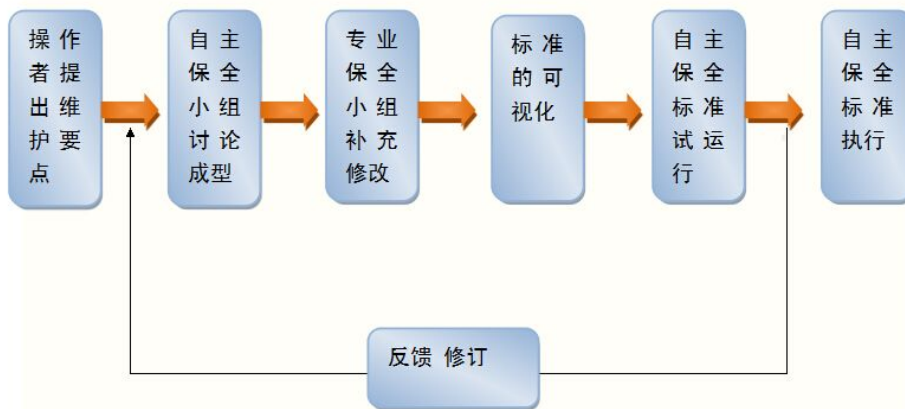 操作
者提
出维
护要
点
自主
保全
小组
讨论
成型
专业
保全
小组
补充
修改
标准
的可
视化
自主
保全
标准
试运
行
自主
保全
标准
执行
反馈 修订